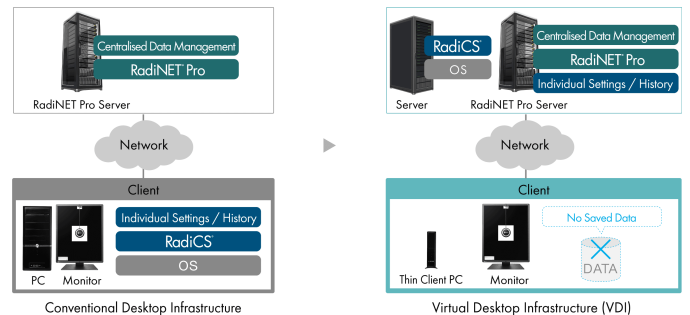 Centralised Data Management
RadiNET Pro
RadiNET Pro Server
Network
Client
Individual Settings / History
RadiCS
OS
PC
Monitor
Conventional Desktop Infrastructure
RadiCS
OS
Centralised Data Management
RadiNET Pro
Individual Settings / History
Server
RadiNET Pro Server
Network
Client
No Saved Data
DATA
Thin Client PC
Monitor
Virtual Desktop Infrastructure (VDI)